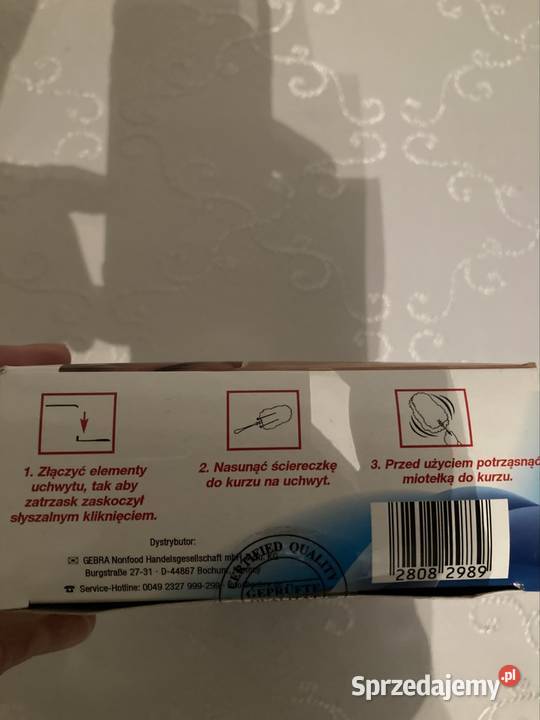 1. Złączyć elementy
uchwytu, tak aby
zatrzask zaskoczył
słyszalnym kliknięciem.
2. Nasunąć ściereczkę
do kurzu na uchwyt.
3. Przed użyciem potrząsnąć
miotełką do kurzu.
Dystrybutor:
GEBRA Nonfood Handelsgesellschaft
Burgstraße 27-31 · D-44867 Bochum
Service-Hotline: 0049 2327 999-299
CERTIFIED QUALITY
GEPRÜFTE
2808 2989
Sprzedajemy.pl